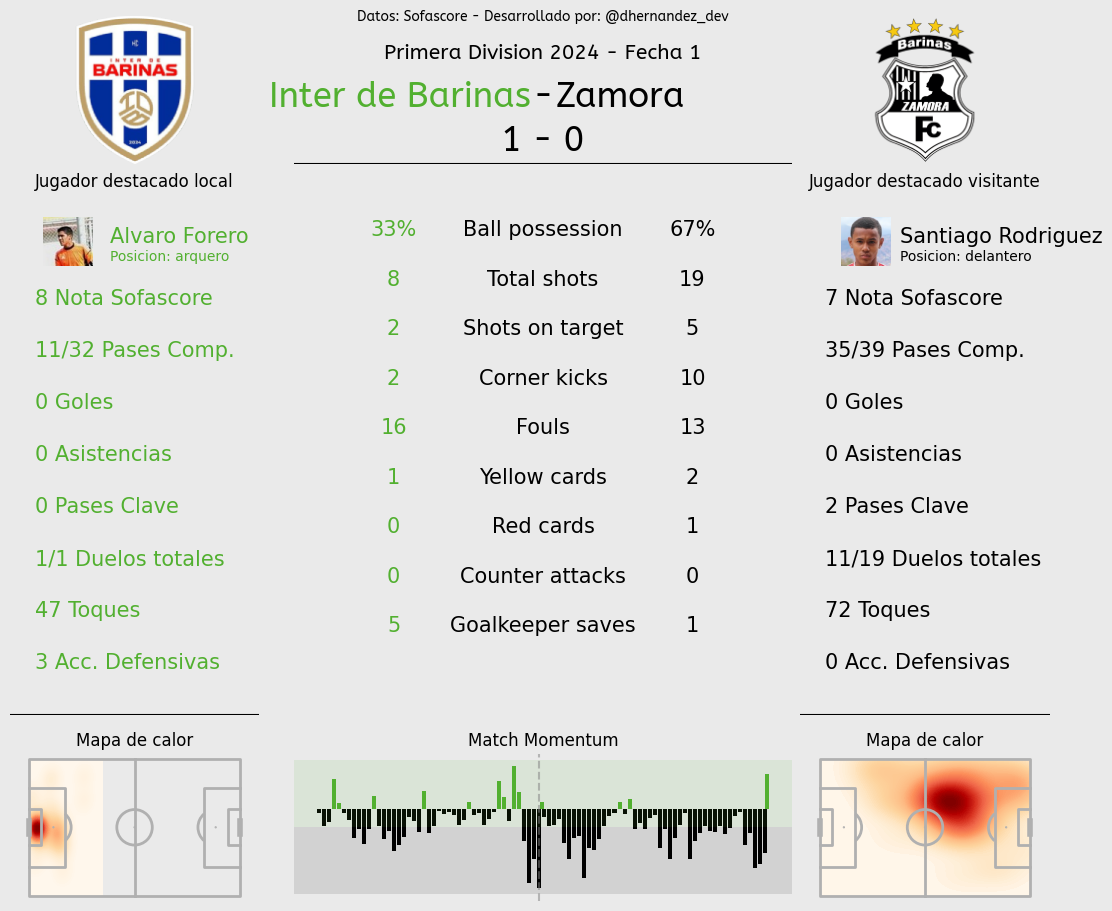 Datos: Sofascore - Desarrollado por: @dhernandez_dev
Primera Division 2024 - Fecha 1
Inter de Barinas - Zamora
1 - 0
INTER DE
BARINAS
2024
Barinas
ZAMORA
FC
Jugador destacado local
Alvaro Forero
Posicion: arquero
8 Nota Sofascore
11/32 Pases Comp.
0 Goles
0 Asistencias
0 Pases Clave
1/1 Duelos totales
47 Toques
3 Acc. Defensivas
Mapa de calor
33% Ball possession 67%
8 Total shots 19
2 Shots on target 5
2 Corner kicks 10
16 Fouls 13
1 Yellow cards 2
0 Red cards 1
0 Counter attacks 0
5 Goalkeeper saves 1
Match Momentum
Jugador destacado visitante
Santiago Rodriguez
Posicion: delantero
7 Nota Sofascore
35/39 Pases Comp.
0 Goles
0 Asistencias
2 Pases Clave
11/19 Duelos totales
72 Toques
0 Acc. Defensivas
Mapa de calor